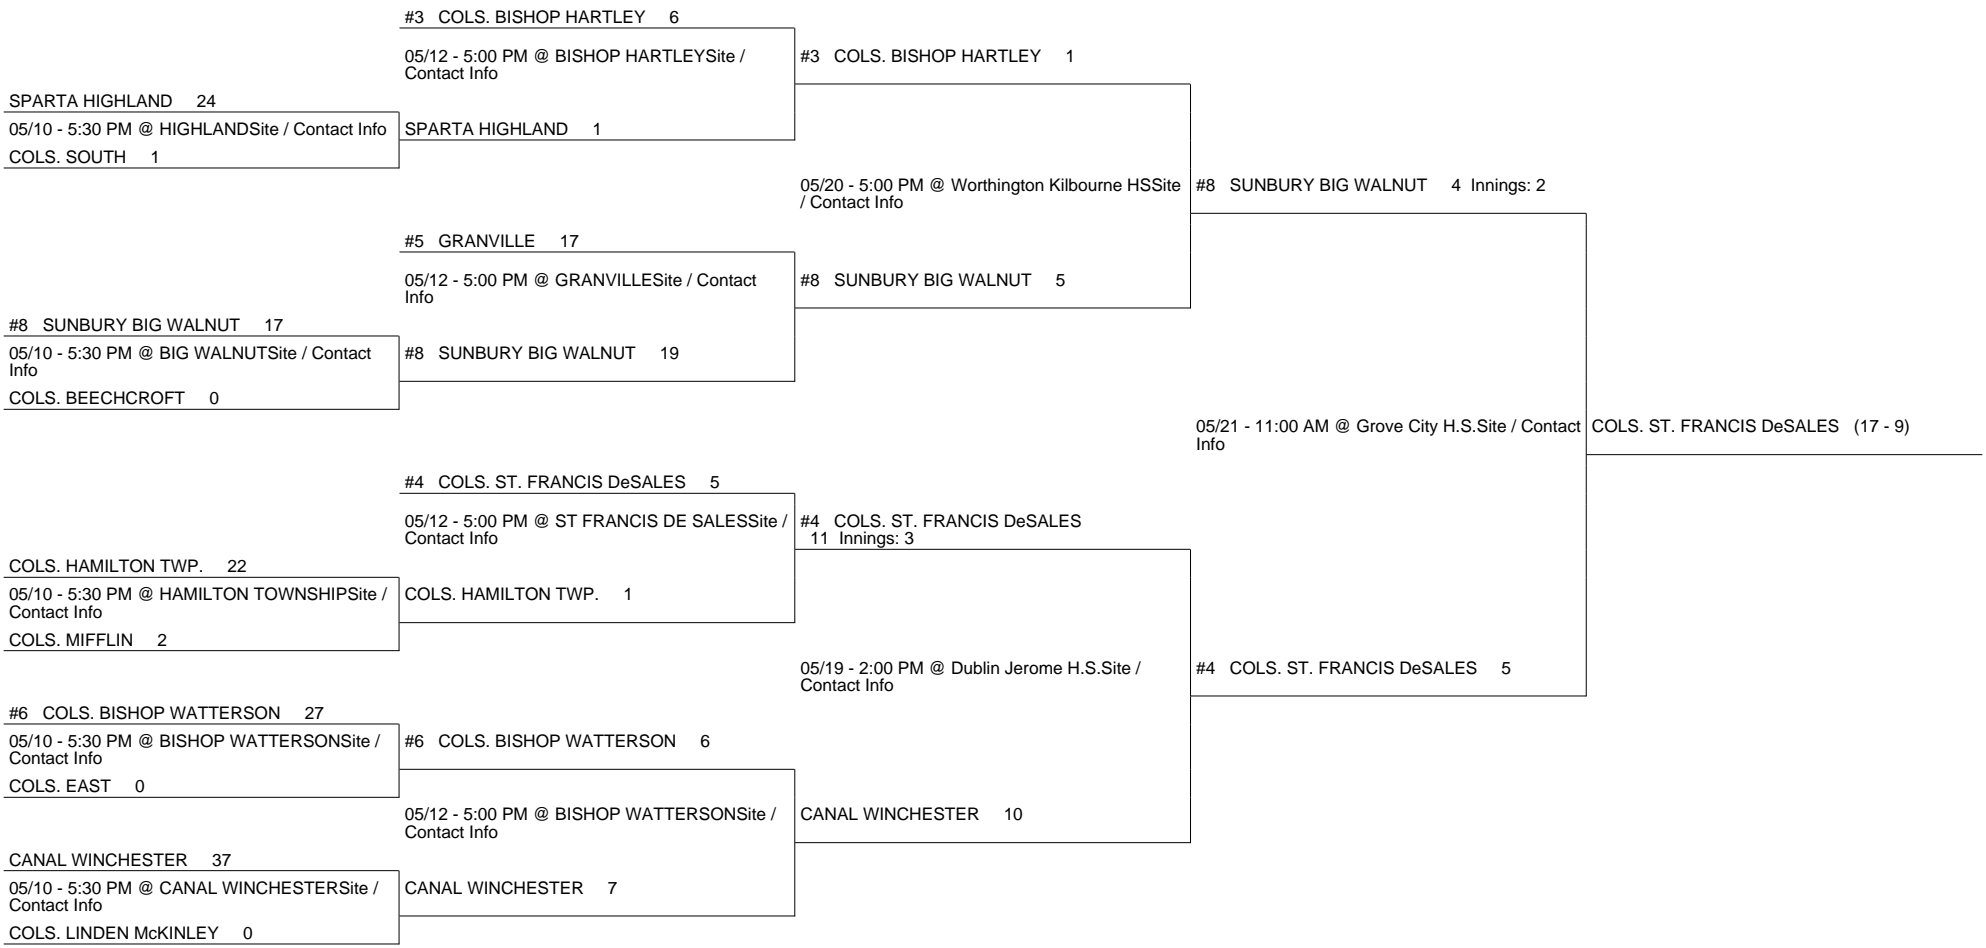 #3 COLS. BISHOP HARTLEY 6
05/12 - 5:00 PM @ BISHOP HARTLEYSite /
Contact Info
#3 COLS. BISHOP HARTLEY 1
SPARTA HIGHLAND 24
05/10 - 5:30 PM @ HIGHLANDSite / Contact Info
SPARTA HIGHLAND 1
COLS. SOUTH 1
05/20 - 5:00 PM @ Worthington Kilbourne HSSite
/ Contact Info
#8 SUNBURY BIG WALNUT 4 Innings: 2
#5 GRANVILLE 17
05/12 - 5:00 PM @ GRANVILLESite / Contact
Info
#8 SUNBURY BIG WALNUT 5
#8 SUNBURY BIG WALNUT 17
05/10 - 5:30 PM @ BIG WALNUTSite / Contact
Info
#8 SUNBURY BIG WALNUT 19
COLS. BEECHCROFT 0
05/21 - 11:00 AM @ Grove City H.S.Site / Contact
Info
COLS. ST. FRANCIS DeSALES (17 - 9)
#4 COLS. ST. FRANCIS DeSALES 5
05/12 - 5:00 PM @ ST FRANCIS DE SALESSite /
Contact Info
#4 COLS. ST. FRANCIS DeSALES
11 Innings: 3
COLS. HAMILTON TWP. 22
05/10 - 5:30 PM @ HAMILTON TOWNSHIPSite /
Contact Info
COLS. HAMILTON TWP. 1
COLS. MIFFLIN 2
05/19 - 2:00 PM @ Dublin Jerome H.S.Site /
Contact Info
#4 COLS. ST. FRANCIS DeSALES 5
#6 COLS. BISHOP WATTERSON 27
05/10 - 5:30 PM @ BISHOP WATTERSONSite /
Contact Info
#6 COLS. BISHOP WATTERSON 6
COLS. EAST 0
05/12 - 5:00 PM @ BISHOP WATTERSONSite /
Contact Info
CANAL WINCHESTER 10
CANAL WINCHESTER 37
05/10 - 5:30 PM @ CANAL WINCHESTERSite /
Contact Info
CANAL WINCHESTER 7
COLS. LINDEN McKINLEY 0